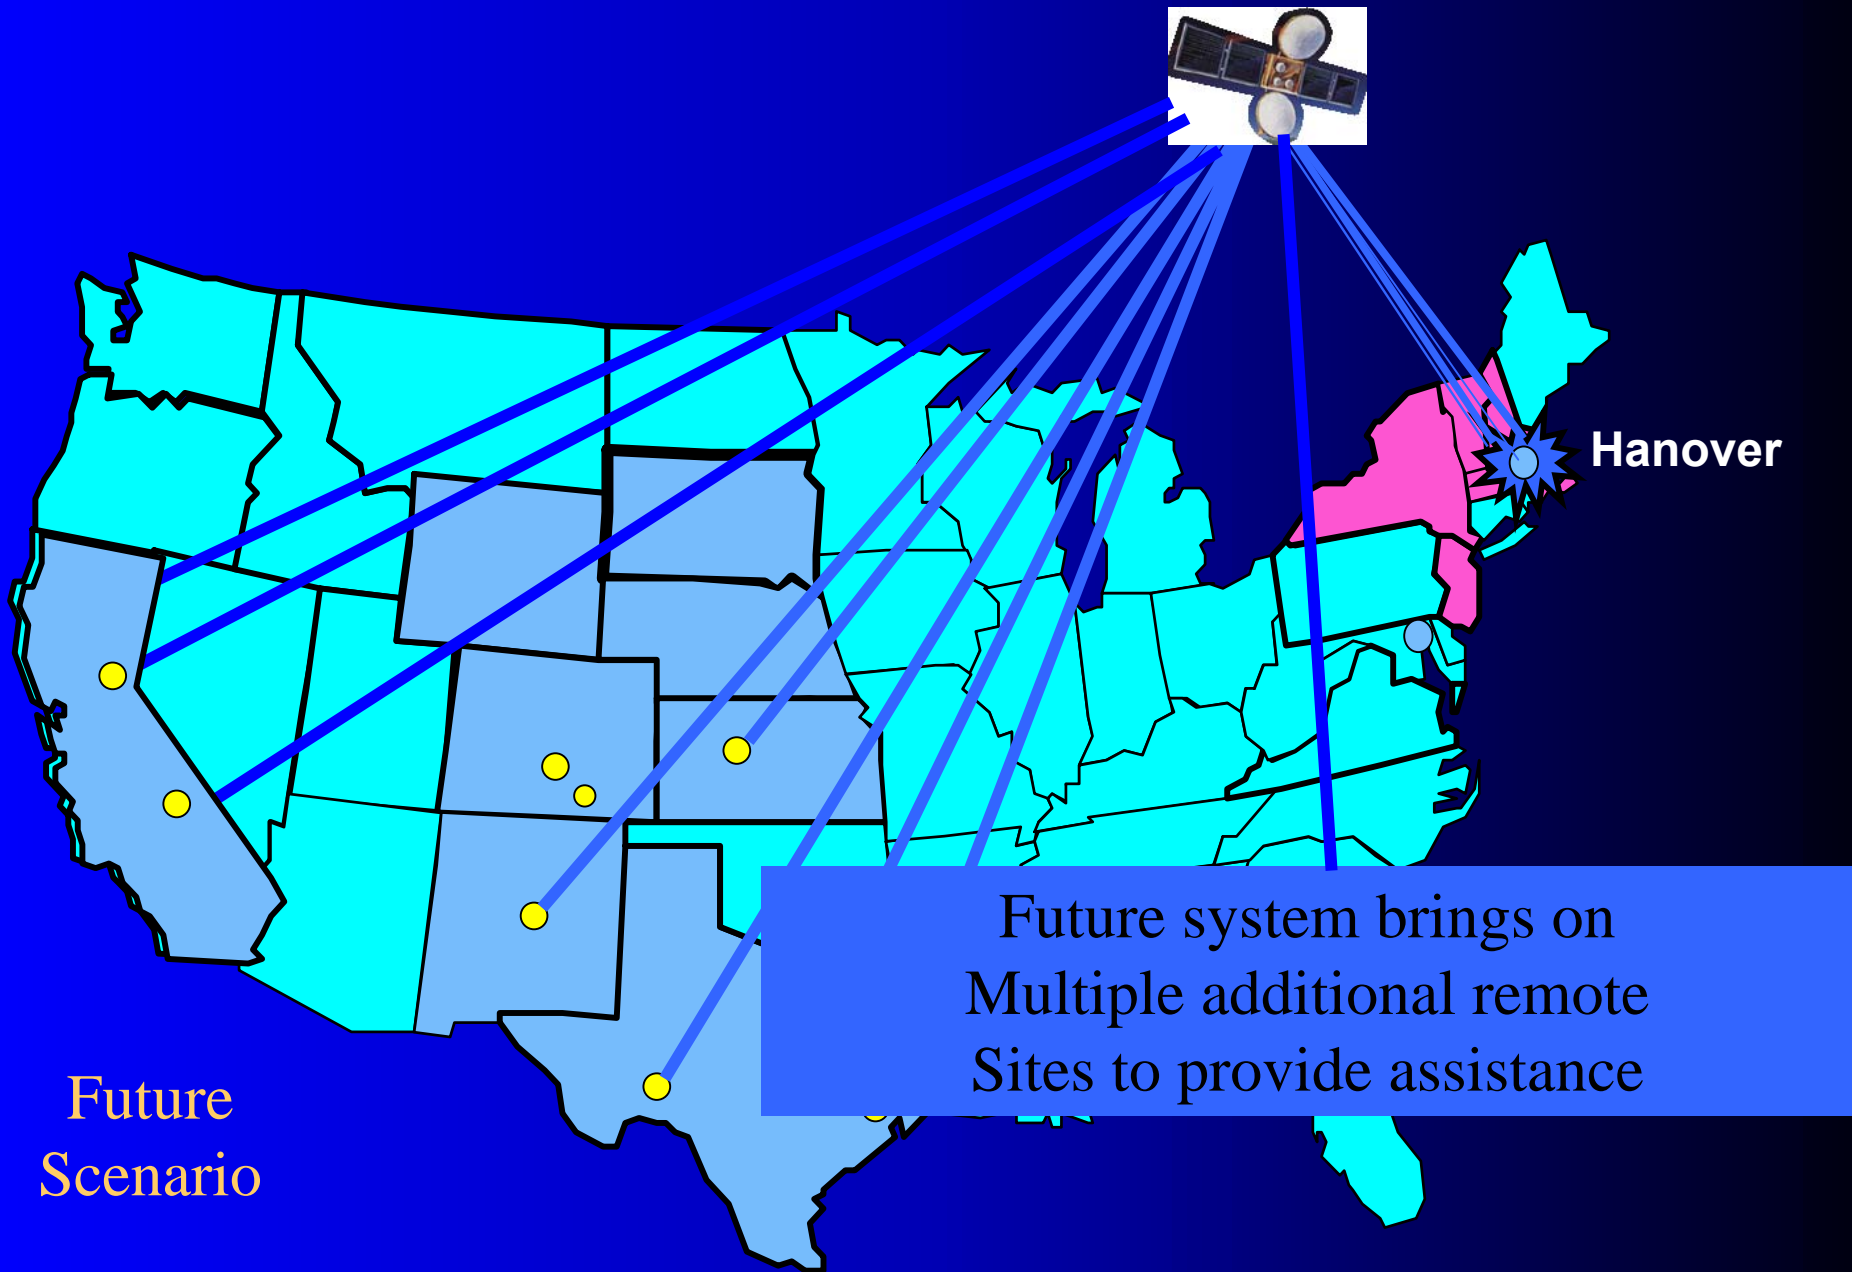 Hanover
Future system brings on
Multiple additional remote
Sites to provide assistance
Future
Scenario